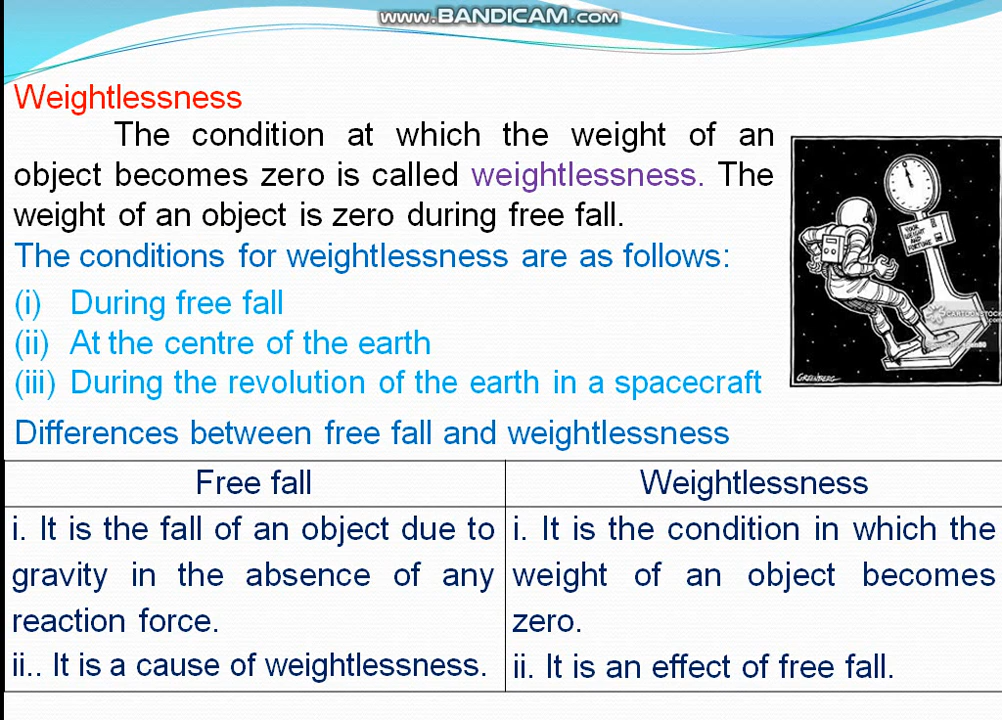 www.BANDICAM.com
Weightlessness
The condition at which the weight of an
object becomes zero is called weightlessness. The
weight of an object is zero during free fall.
The conditions for weightlessness are as follows:
(i) During free fall
(ii) At the centre of the earth
(iii) During the revolution of the earth in a spacecraft
YOUR
WEIGHT
AND
FORTUNE
GREENBERG
Differences between free fall and weightlessness
Free fall
i. It is the fall of an object due to
gravity in the absence of any
reaction force.
ii.. It is a cause of weightlessness.
Weightlessness
i. It is the condition in which the
weight of an object becomes
zero.
ii. It is an effect of free fall.